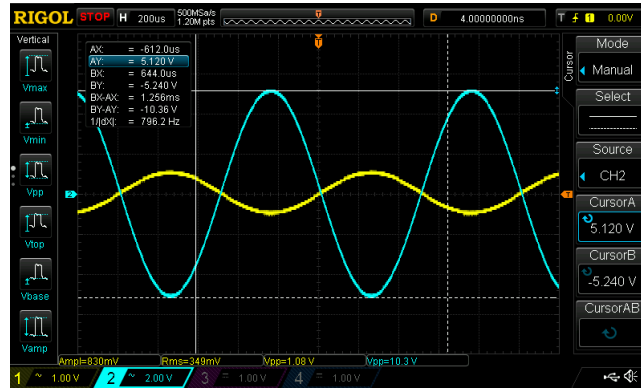 RIGOL STOP H 200us 500MSa/s 1.20M pts D 4.00000000ns T 1 0.00V
Vertical
Vmax
Vmin
Vpp
Vtop
Vbase
Vamp
AX: = -612.0us
AY: = 5.120 V
BX: = 644.0us
BY: = -5.240 V
BX-AX: = 1.256ms
BY-AY: = -10.36 V
1/|dX|: = 796.2 Hz
T
2
T
Cursor
Mode
Manual
Select
Source
CH2
CursorA
5.120 V
CursorB
-5.240 V
CursorAB
Ampl=830mV Rms=349mV Vpp=1.08 V Vpp=10.3 V
1 ~ 1.00 V 2 ~ 2.00 V 3 = 1.00 V 4 = 1.00 V